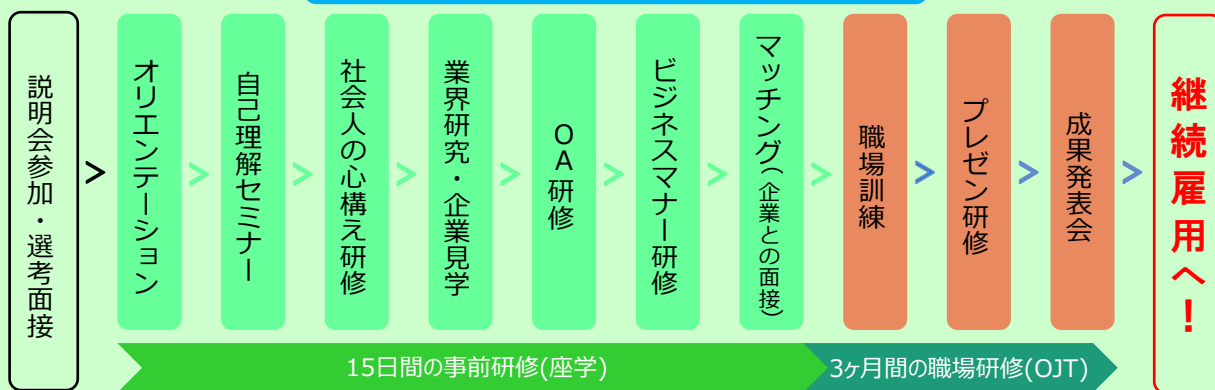 説明会参加・選考面接
>
オリエンテーション
>
自己理解セミナー
>
社会人の心構え研修
>
業界研究・企業見学
>
OA研修
>
ビジネスマナー研修
>
マッチング(企業との面接)
>
職場訓練
>
プレゼン研修
>
成果発表会
>
継続雇用へ!
15日間の事前研修(座学)
3ヶ月間の職場研修(OJT)